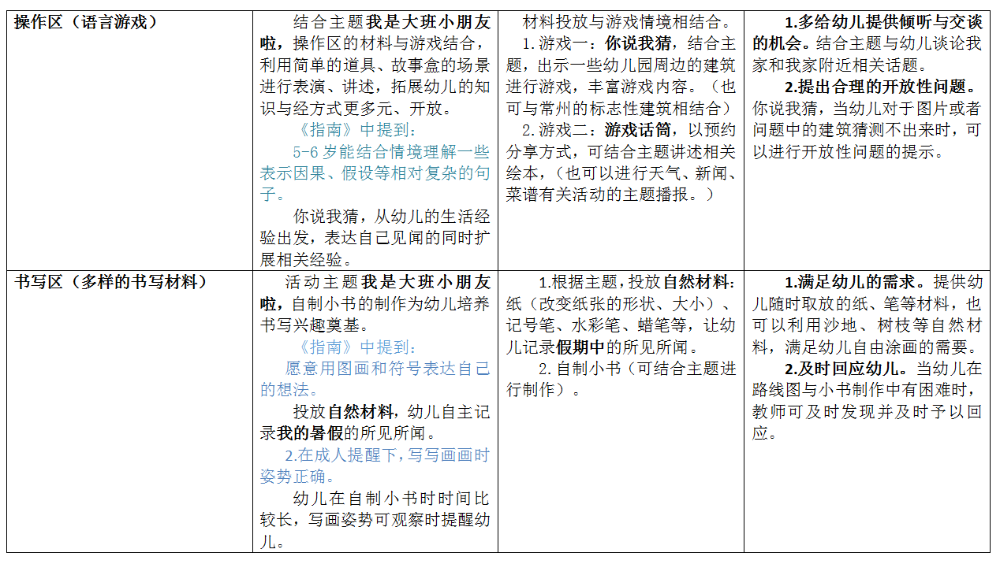 操作区（语言游戏）
结合主题我是大班小朋友
啦，操作区的材料与游戏结合，
利用简单的道具、故事盒的场景
进行表演、讲述，拓展幼儿的知
识与经方式更多元、开放。
《指南》中提到：
5-6 岁能结合情境理解一些
表示因果、假设等相对复杂的句
子。
你说我猜，从幼儿的生活经
验出发，表达自己见闻的同时扩
展相关经验。
材料投放与游戏情境相结合。
1.游戏一：你说我猜，结合主
题，出示一些幼儿园周边的建筑
进行游戏，丰富游戏内容。（也
可与常州的标志性建筑相结合）
2.游戏二：游戏话筒，以预约
分享方式，可结合主题讲述相关
绘本，（也可以进行天气、新闻、
菜谱有关活动的主题播报。）
1.多给幼儿提供倾听与交谈
的机会。结合主题与幼儿谈论我
家和我家附近相关话题。
2.提出合理的开放性问题。
你说我猜，当幼儿对于图片或者
问题中的建筑猜测不出来时，可
以进行开放性问题的提示。
书写区（多样的书写材料）
活动主题我是大班小朋友
啦，自制小书的制作为幼儿培养
书写兴趣奠基。
《指南》中提到：
愿意用图画和符号表达自己
的想法。
投放自然材料，幼儿自主记
录我的暑假的所见所闻。
2.在成人提醒下，写写画画时
姿势正确。
幼儿在自制小书时时间比
较长，写画姿势可观察时提醒幼
儿。
1.根据主题，投放自然材料：
纸（改变纸张的形状、大小）、
记号笔、水彩笔、蜡笔等，让幼
儿记录假期中的所见所闻。
2.自制小书（可结合主题进
行制作）。
1.满足幼儿的需求。提供幼
儿随时取放的纸、笔等材料，也
可以利用沙地、树枝等自然材
料，满足幼儿自由涂画的需要。
2.及时回应幼儿。当幼儿在
路线图与小书制作中有困难时，
教师可及时发现并及时予以回
应。